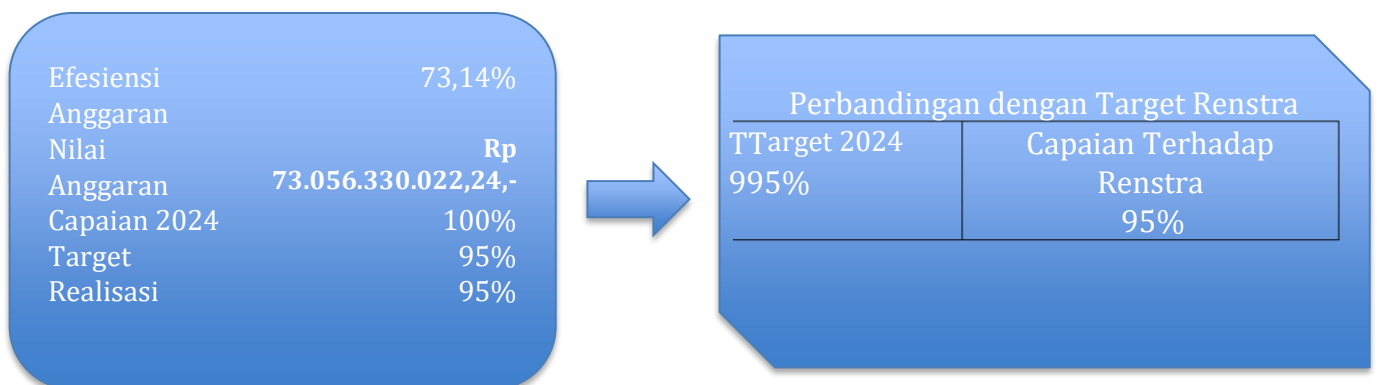 Efesiensi 73,14%
Anggaran
Nilai Rp
Anggaran 73.056.330.022,24,-
Capaian 2024 100%
Target 95%
Realisasi 95%
Perbandingan dengan Target Renstra
TTarget 2024 Capaian Terhadap
995% Renstra
95%